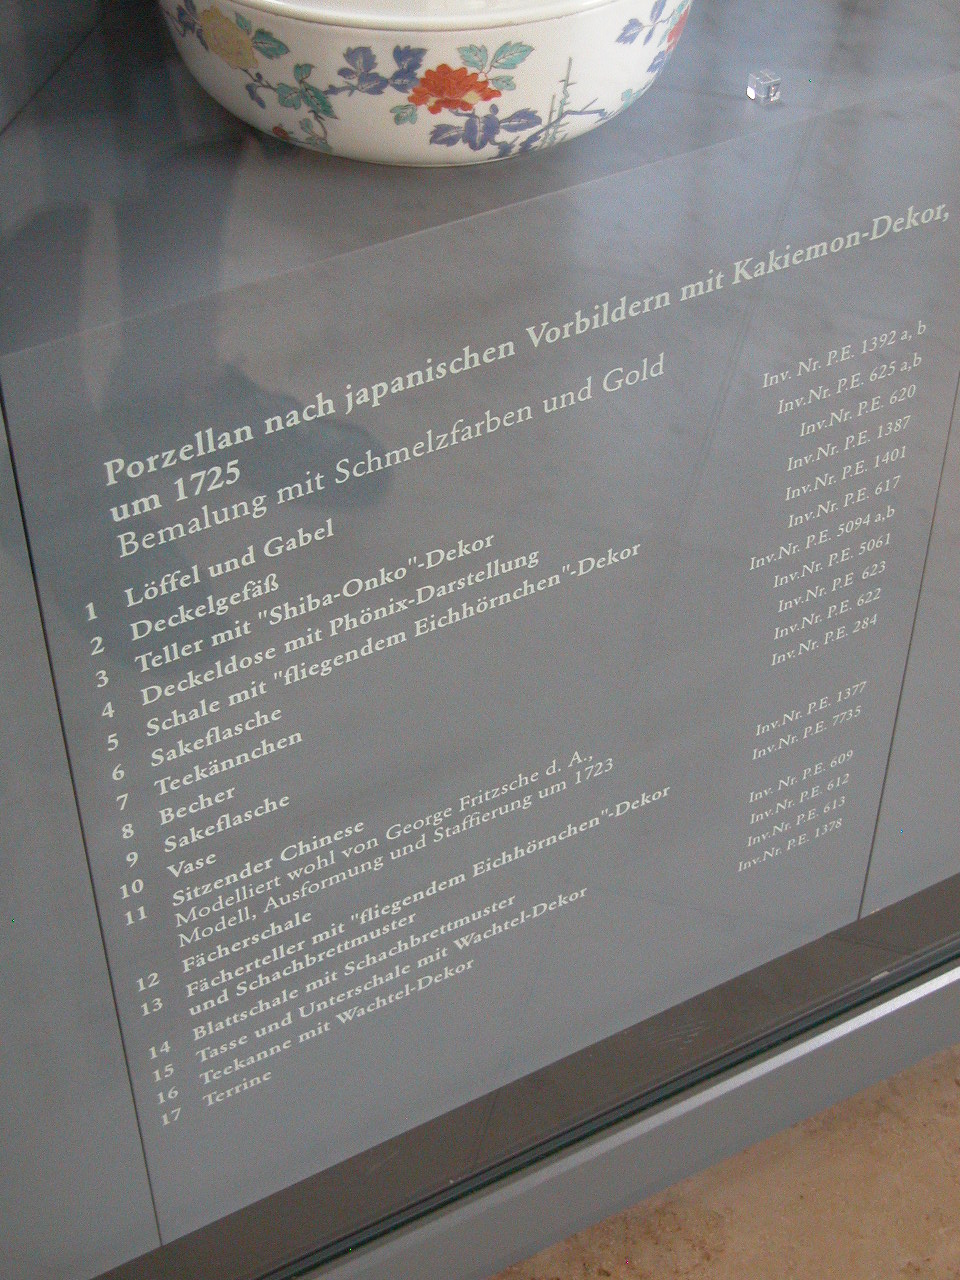 Porzellan nach japanischen Vorbildern mit Kakiemon-Dekor,
um 1725
Bemalung mit Schmelzfarben und Gold
1 Löffel und Gabel Inv. Nr. P.E. 1392 a, b
2 Deckelgefäß Inv.Nr. P.E. 625 a,b
3 Teller mit "Shiba-Onko"-Dekor Inv.Nr. P.E. 620
4 Deckeldose mit Phönix-Darstellung Inv.Nr. P.E. 1387
5 Schale mit "fliegendem Eichhörnchen"-Dekor Inv.Nr. P.E. 1401
6 Sakeflasche Inv.Nr. P.E. 617
7 Teekännchen Inv.Nr. P.E. 5094 a,b
8 Becher Inv.Nr. P.E. 5061
9 Sakeflasche Inv.Nr. P.E 623
10 Vase Inv.Nr. P.E. 622
11 Sitzender Chinese Inv.Nr. P.E. 284
Modelliert wohl von George Fritzsche d. A.,
Modell, Ausformung und Staffierung um 1723
12 Fächerschale Inv.Nr. P.E. 1377
13 Fächerteller mit "fliegendem Eichhörnchen"-Dekor Inv.Nr. P.E. 7735
und Schachbrettmuster
14 Blattschale mit Schachbrettmuster Inv. Nr. P.E. 609
15 Tasse und Unterschale mit Wachtel-Dekor Inv.Nr. P.E. 612
16 Teekanne mit Wachtel-Dekor Inv.Nr. P.E. 613
17 Terrine Inv.Nr. P.E. 1378